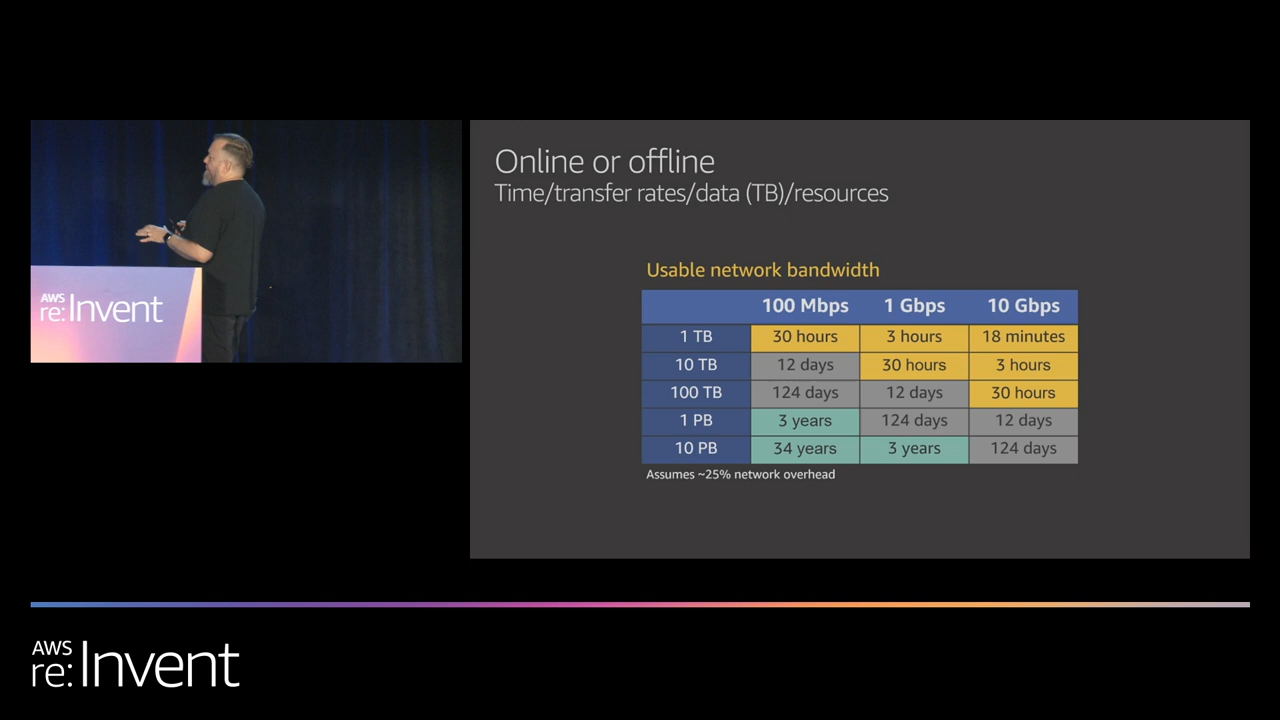 Online or offline
Time/transfer rates/data (TB)/resources
Usable network bandwidth
100 Mbps 1 Gbps 10 Gbps
1 TB 30 hours 3 hours 18 minutes
10 TB 12 days 30 hours 3 hours
100 TB 124 days 12 days 30 hours
1 PB 3 years 124 days 12 days
10 PB 34 years 3 years 124 days
Assumes ~25% network overhead
AWS
re:Invent
AWS
re:Invent